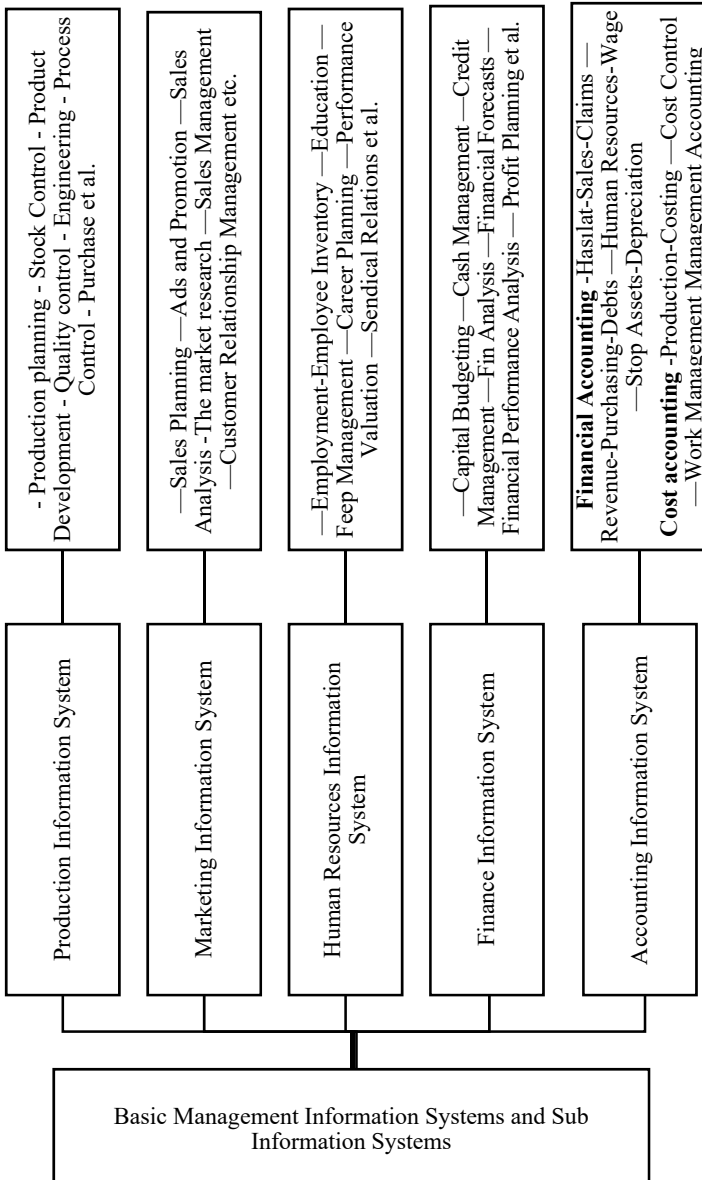 Basic Management Information Systems and Sub
Information Systems
Production Information System
- Production planning - Stock Control - Product
Development - Quality control - Engineering - Process
Control - Purchase et al.
Marketing Information System
—Sales Planning —Ads and Promotion —Sales
Analysis -The market research —Sales Management
—Customer Relationship Management etc.
Human Resources Information
System
—Employment-Employee Inventory —Education —
Feep Management —Career Planning —Performance
Valuation —Sendical Relations et al.
Finance Information System
—Capital Budgeting —Cash Management —Credit
Management —Fin Analysis —Financial Forecasts —
Financial Performance Analysis — Profit Planning et al.
Accounting Information System
Financial Accounting -Hasılat-Sales-Claims —
Revenue-Purchasing-Debts —Human Resources-Wage
—Stop Assets-Depreciation
Cost accounting -Production-Costing —Cost Control
—Work Management Management Accounting